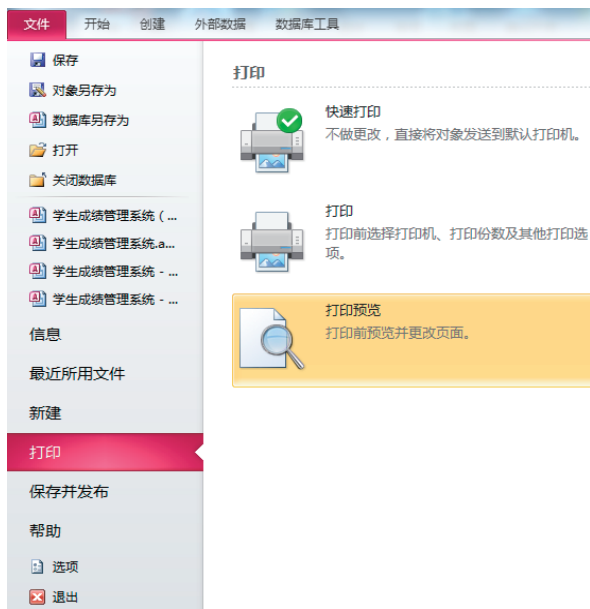 文件 开始 创建 外部数据 数据库工具
保存
对象另存为
数据库另存为
打开
关闭数据库
学生成绩管理系统 ( ...
学生成绩管理系统.a...
学生成绩管理系统 - ...
学生成绩管理系统 - ...
信息
最近所用文件
新建
打印
保存并发布
帮助
选项
退出
打印
快速打印
不做更改，直接将对象发送到默认打印机。
打印
打印前选择打印机、打印份数及其他打印选
项。
打印预览
打印前预览并更改页面。